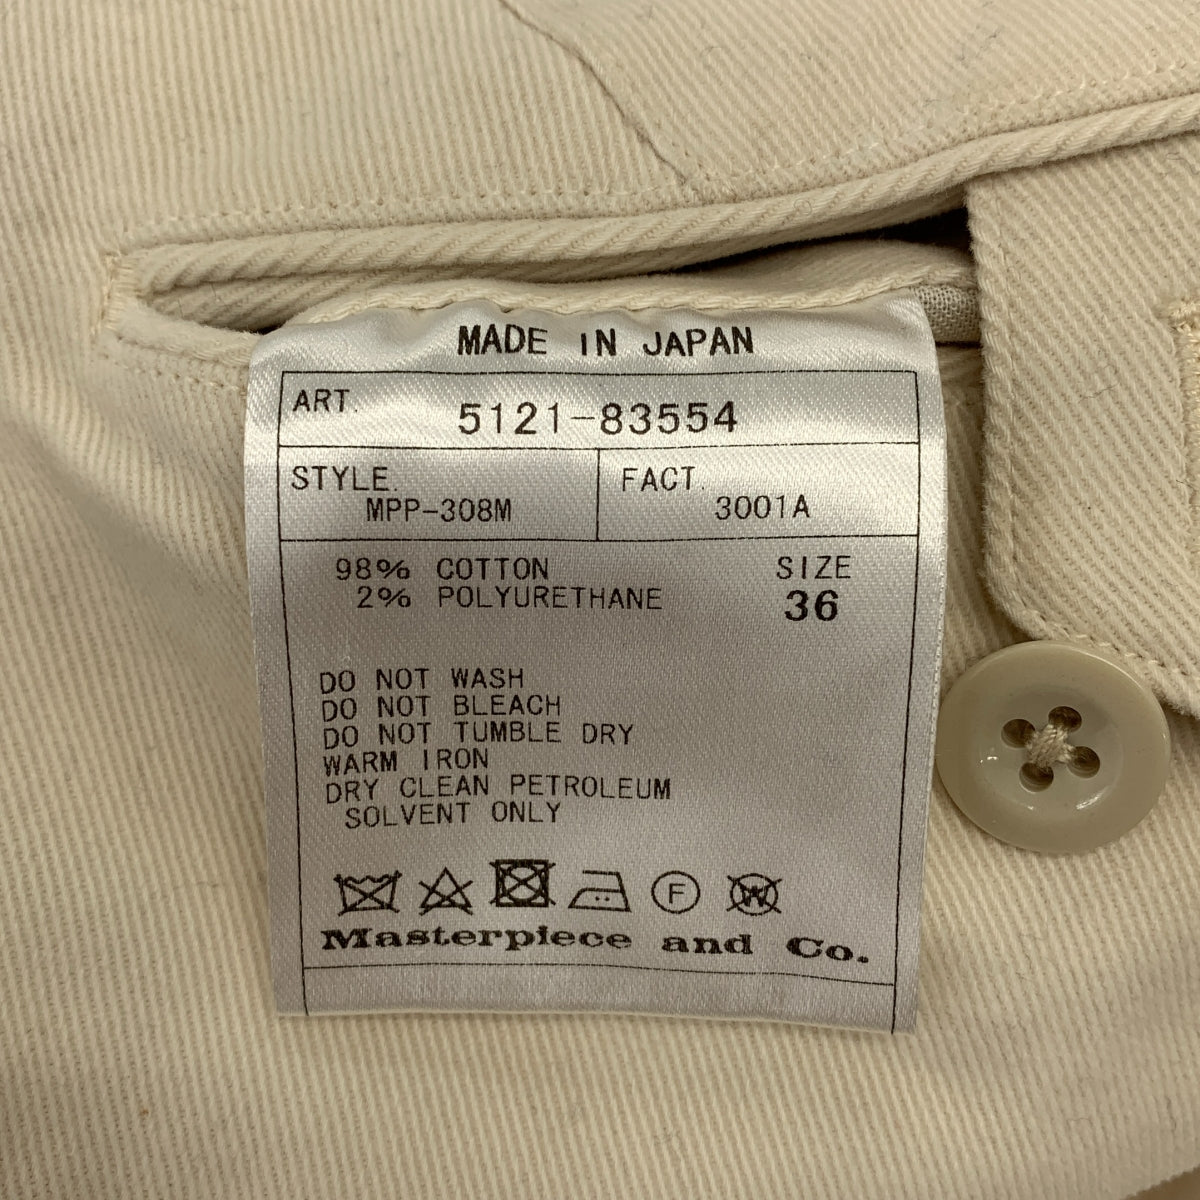 MADE IN JAPAN
ART. 5121-83554
STYLE. FACT.
MPP-308M 3001A
98% COTTON SIZE
2% POLYURETHANE 36
DO NOT WASH
DO NOT BLEACH
DO NOT TUMBLE DRY
WARM IRON
DRY CLEAN PETROLEUM
SOLVENT ONLY
F W
Masterpiece and Co.